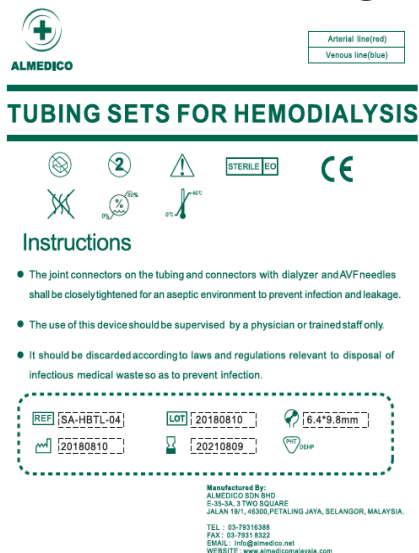 ALMEDICO
Arterial line(red)
Venous line(blue)
TUBING SETS FOR HEMODIALYSIS
2
STERILE EO
CE
0% 80%
%
0°C 40°C
Instructions
● The joint connectors on the tubing and connectors with dialyzer and AVF needles
shall be closely tightened for an aseptic environment to prevent infection and leakage.
● The use of this device should be supervised by a physician or trained staff only.
● It should be discarded according to laws and regulations relevant to disposal of
infectious medical waste so as to prevent infection.
REF SA-HBTL-04 LOT 20180810 6.4*9.8mm
20180810 20210809 PHT DEHP
Manufactured By:
ALMEDICO SDN BHD
E-35-3A, 3 TWO SQUARE
JALAN 19/1, 46300,PETALING JAYA, SELANGOR, MALAYSIA.
TEL : 03-79316388
FAX : 03-7931 8322
EMAIL : Info@almedico.net
WEBSITE : www.almedicomalaysia.com